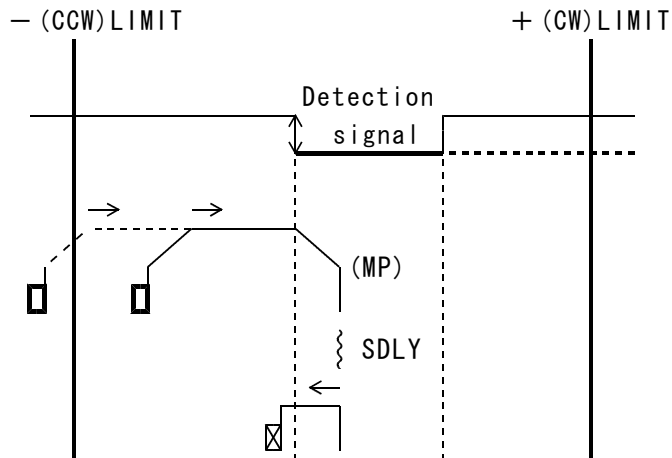 －(CCW)LIMIT
＋(CW)LIMIT
Detection
signal
(MP)
SDLY